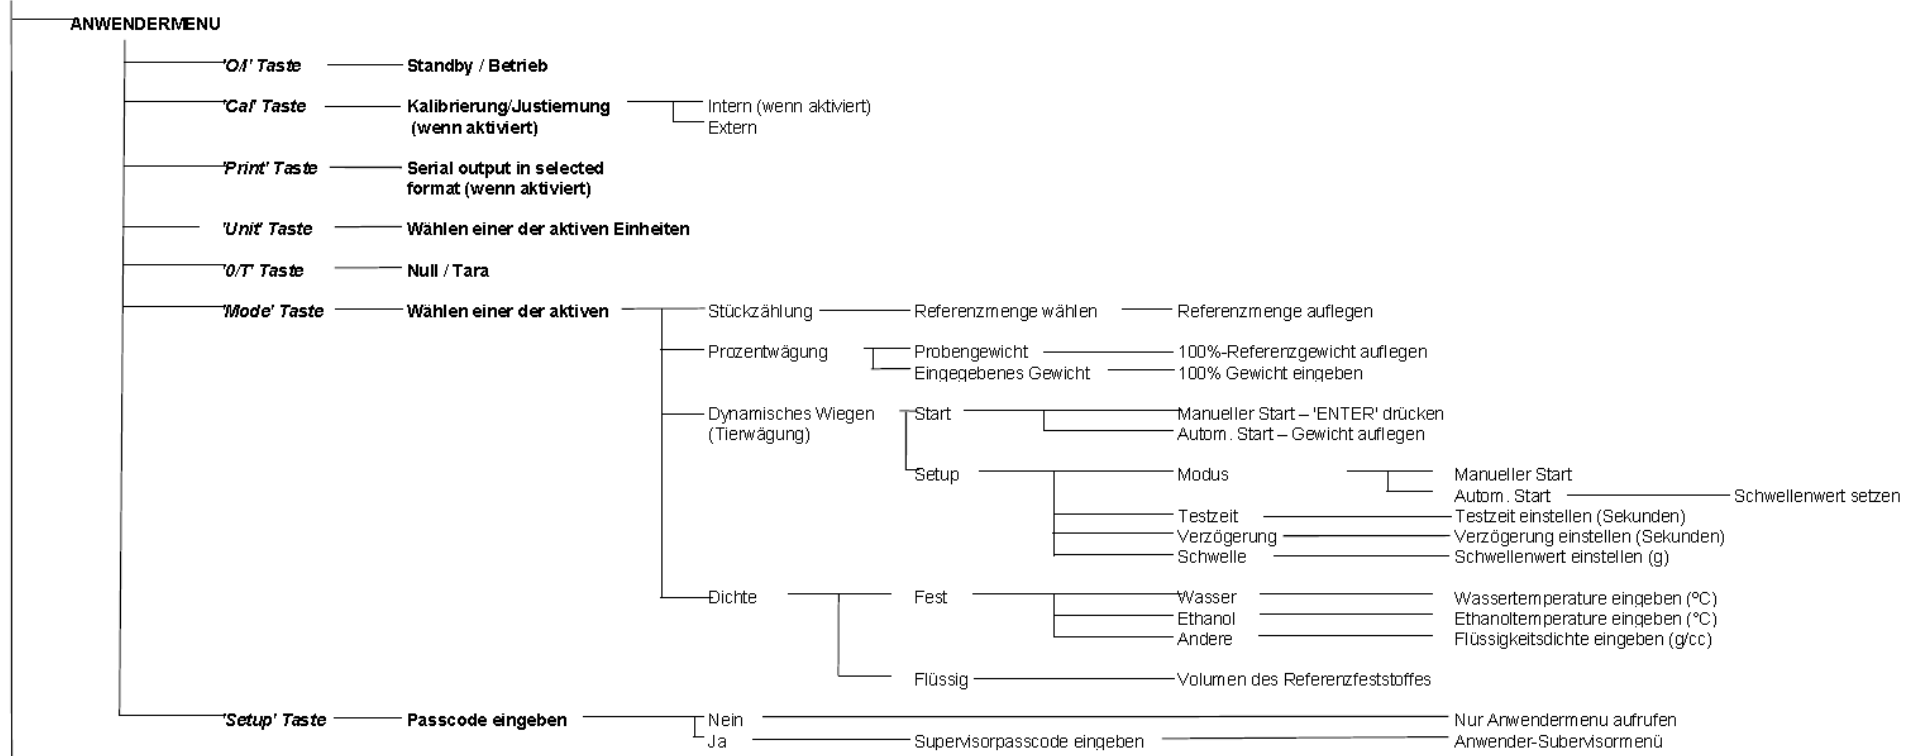 ANWENDERMENU
'O/I' Taste Standby / Betrieb
'Cal' Taste Kalibrierung/Justiernung Intern (wenn aktiviert)
(wenn aktiviert) Extern
'Print' Taste Serial output in selected
format (wenn aktiviert)
'Unit' Taste Wählen einer der aktiven Einheiten
'0/T' Taste Null / Tara
'Mode' Taste Wählen einer der aktiven Stückzählung Referenzmenge wählen Referenzmenge auflegen
Prozentwägung Probengewicht 100%-Referenzgewicht auflegen
Eingegebenes Gewicht 100% Gewicht eingeben
Dynamisches Wiegen Start Manueller Start – 'ENTER' drücken
(Tierwägung) Autom. Start – Gewicht auflegen
Setup Modus Manueller Start
Autom. Start Schwellenwert setzen
Testzeit Testzeit einstellen (Sekunden)
Verzögerung Verzögerung einstellen (Sekunden)
Schwelle Schwellenwert einstellen (g)
Dichte Fest Wasser Wassertemperature eingeben (°C)
Ethanol Ethanoltemperature eingeben (°C)
Andere Flüssigkeitsdichte eingeben (g/cc)
Flüssig Volumen des Referenzfeststoffes
'Setup' Taste Passcode eingeben Nein Nur Anwendermenu aufrufen
Ja Supervisorpasscode eingeben Anwender-Subervisormenü